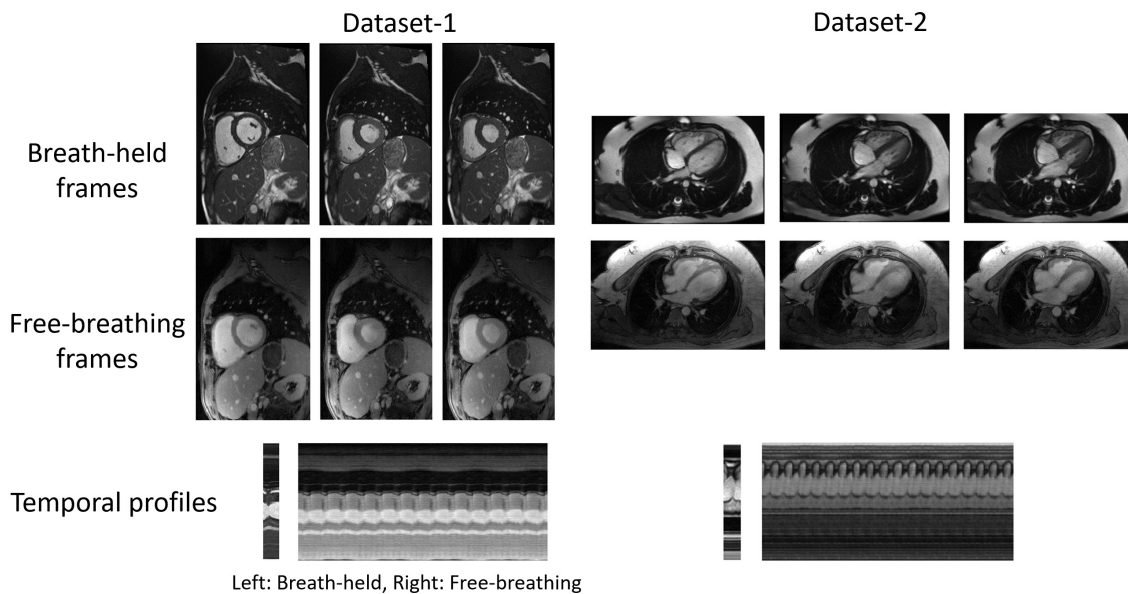 Dataset-1
Dataset-2
Breath-held
frames
Free-breathing
frames
Temporal profiles
Left: Breath-held, Right: Free-breathing